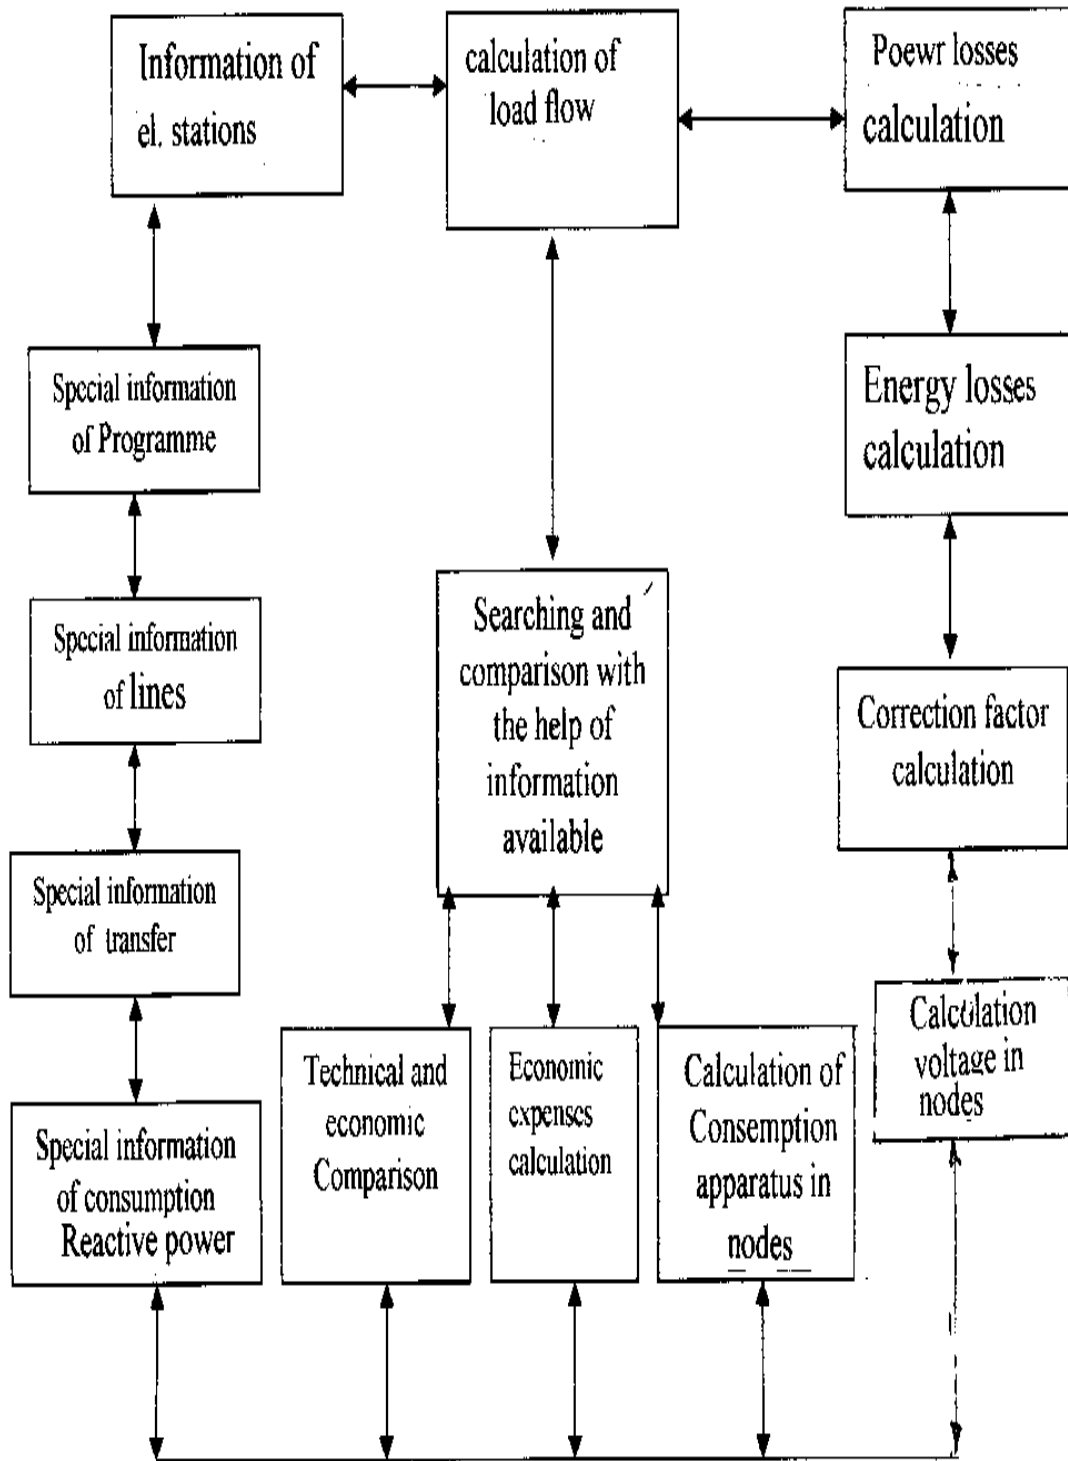 Information of
el. stations
calculation of
load flow
Poewr losses
calculation
Special information
of Programme
Energy losses
calculation
Searching and
comparison with
the help of
information
available
Special information
of lines
Correction factor
calculation
Special information
of transfer
Calculation
voltage in
nodes
Technical and
economic
Comparison
Economic
expenses
calculation
Calculation of
Consemption
apparatus in
nodes
Special information
of consumption
Reactive power